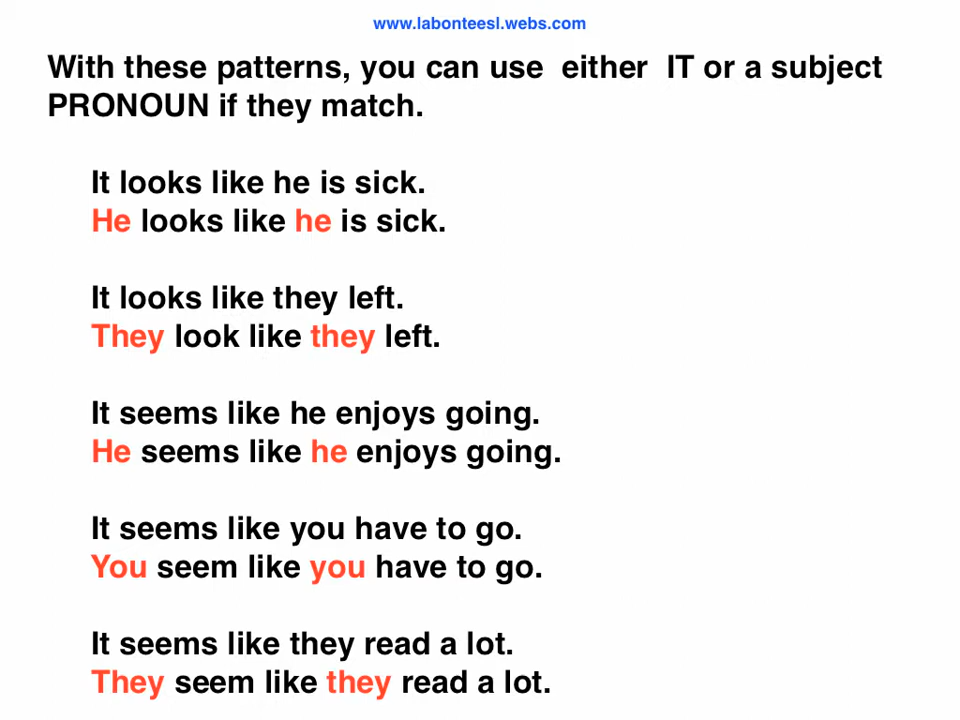 www.labonteesl.webs.com
With these patterns, you can use either IT or a subject
PRONOUN if they match.
It looks like he is sick.
He looks like he is sick.
It looks like they left.
They look like they left.
It seems like he enjoys going.
He seems like he enjoys going.
It seems like you have to go.
You seem like you have to go.
It seems like they read a lot.
They seem like they read a lot.